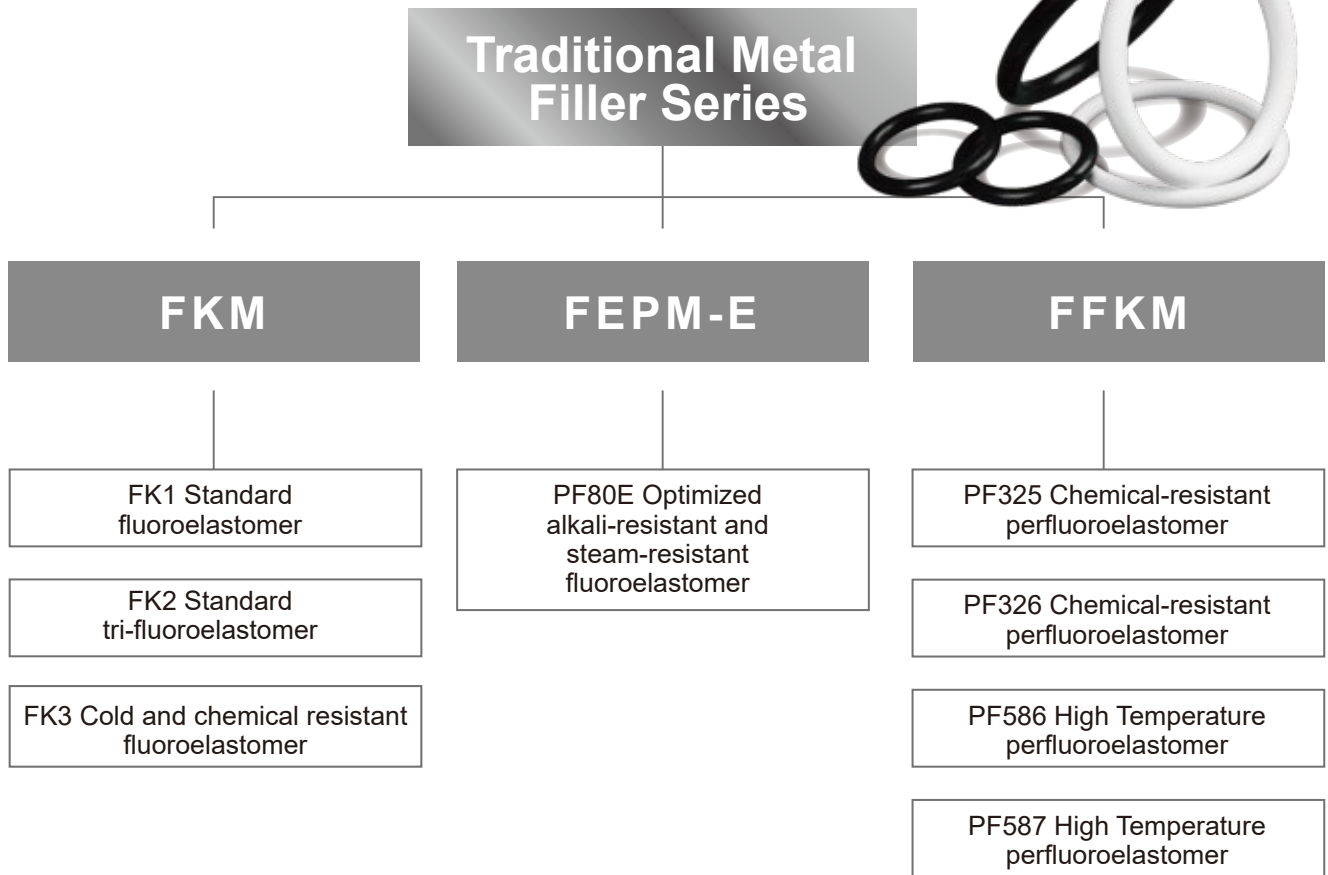 Traditional Metal
Filler Series
FKM
FEPM-E
FFKM
FK1 Standard
fluoroelastomer
FK2 Standard
tri-fluoroelastomer
FK3 Cold and chemical resistant
fluoroelastomer
PF80E Optimized
alkali-resistant and
steam-resistant
fluoroelastomer
PF325 Chemical-resistant
perfluoroelastomer
PF326 Chemical-resistant
perfluoroelastomer
PF586 High Temperature
perfluoroelastomer
PF587 High Temperature
perfluoroelastomer